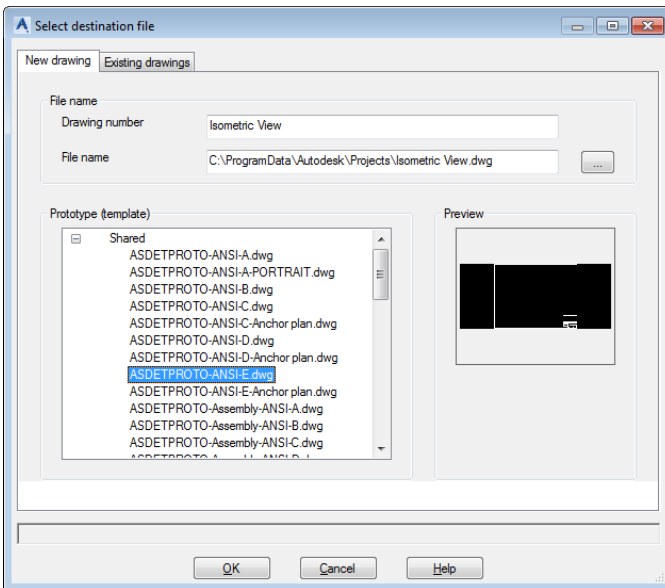 Select destination file
New drawing
Existing drawings
File name
Drawing number
Isometric View
File name
C:\ProgramData\Autodesk\Projects\Isometric View.dwg
...
Prototype (template)
Preview
Shared
ASDETPROTO-ANSI-A.dwg
ASDETPROTO-ANSI-A-PORTRAIT.dwg
ASDETPROTO-ANSI-B.dwg
ASDETPROTO-ANSI-C.dwg
ASDETPROTO-ANSI-C-Anchor plan.dwg
ASDETPROTO-ANSI-D.dwg
ASDETPROTO-ANSI-D-Anchor plan.dwg
ASDETPROTO-ANSI-E.dwg
ASDETPROTO-ANSI-E-Anchor plan.dwg
ASDETPROTO-Assembly-ANSI-A.dwg
ASDETPROTO-Assembly-ANSI-B.dwg
ASDETPROTO-Assembly-ANSI-C.dwg
OK
Cancel
Help